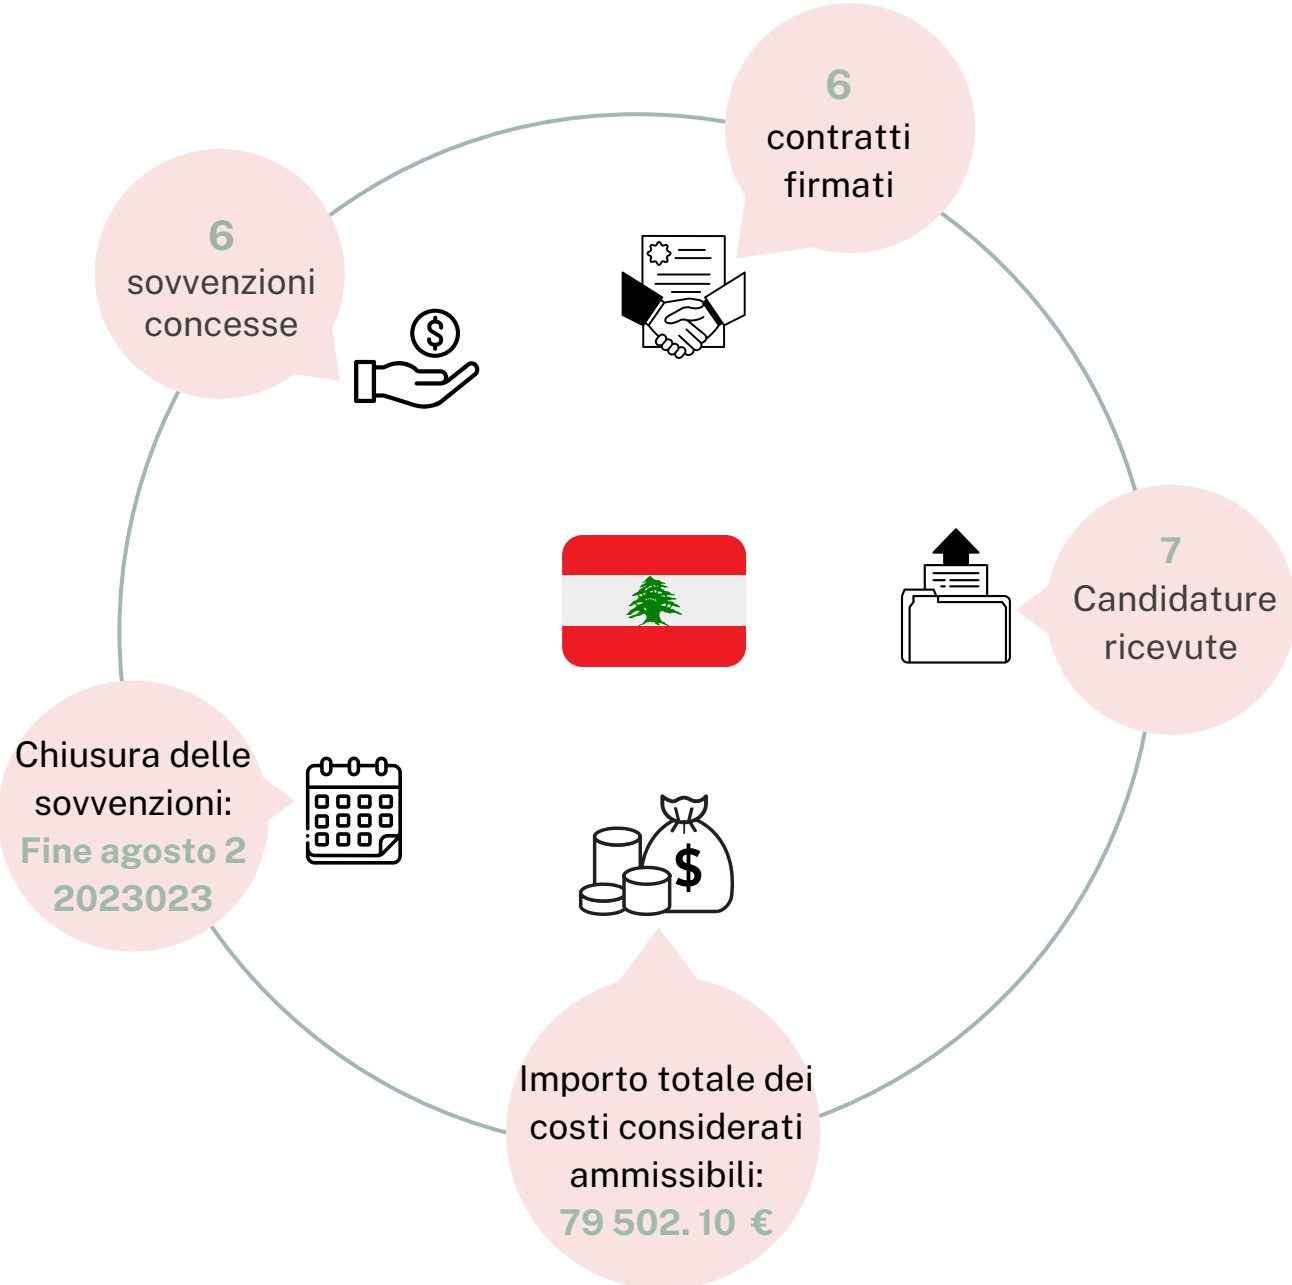 6
contratti
firmati
6
sovvenzioni
concesse
$
7
Candidature
ricevute
Chiusura delle
sovvenzioni:
Fine agosto 2
2023023
$
Importo totale dei
costi considerati
ammissibili:
79 502. 10 €